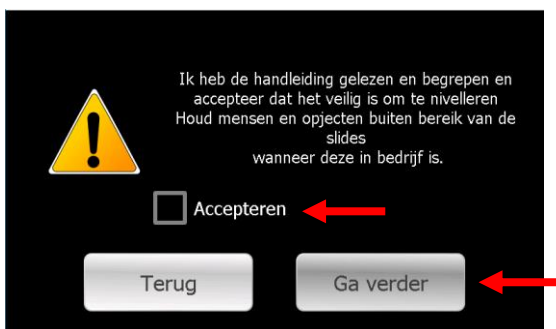 Ik heb de handleiding gelezen en begrepen en
accepteer dat het veilig is om te nivelleren
Houd mensen en opjecten buiten bereik van de
slides
wanneer deze in bedrijf is.
Accepteren
Terug
Ga verder